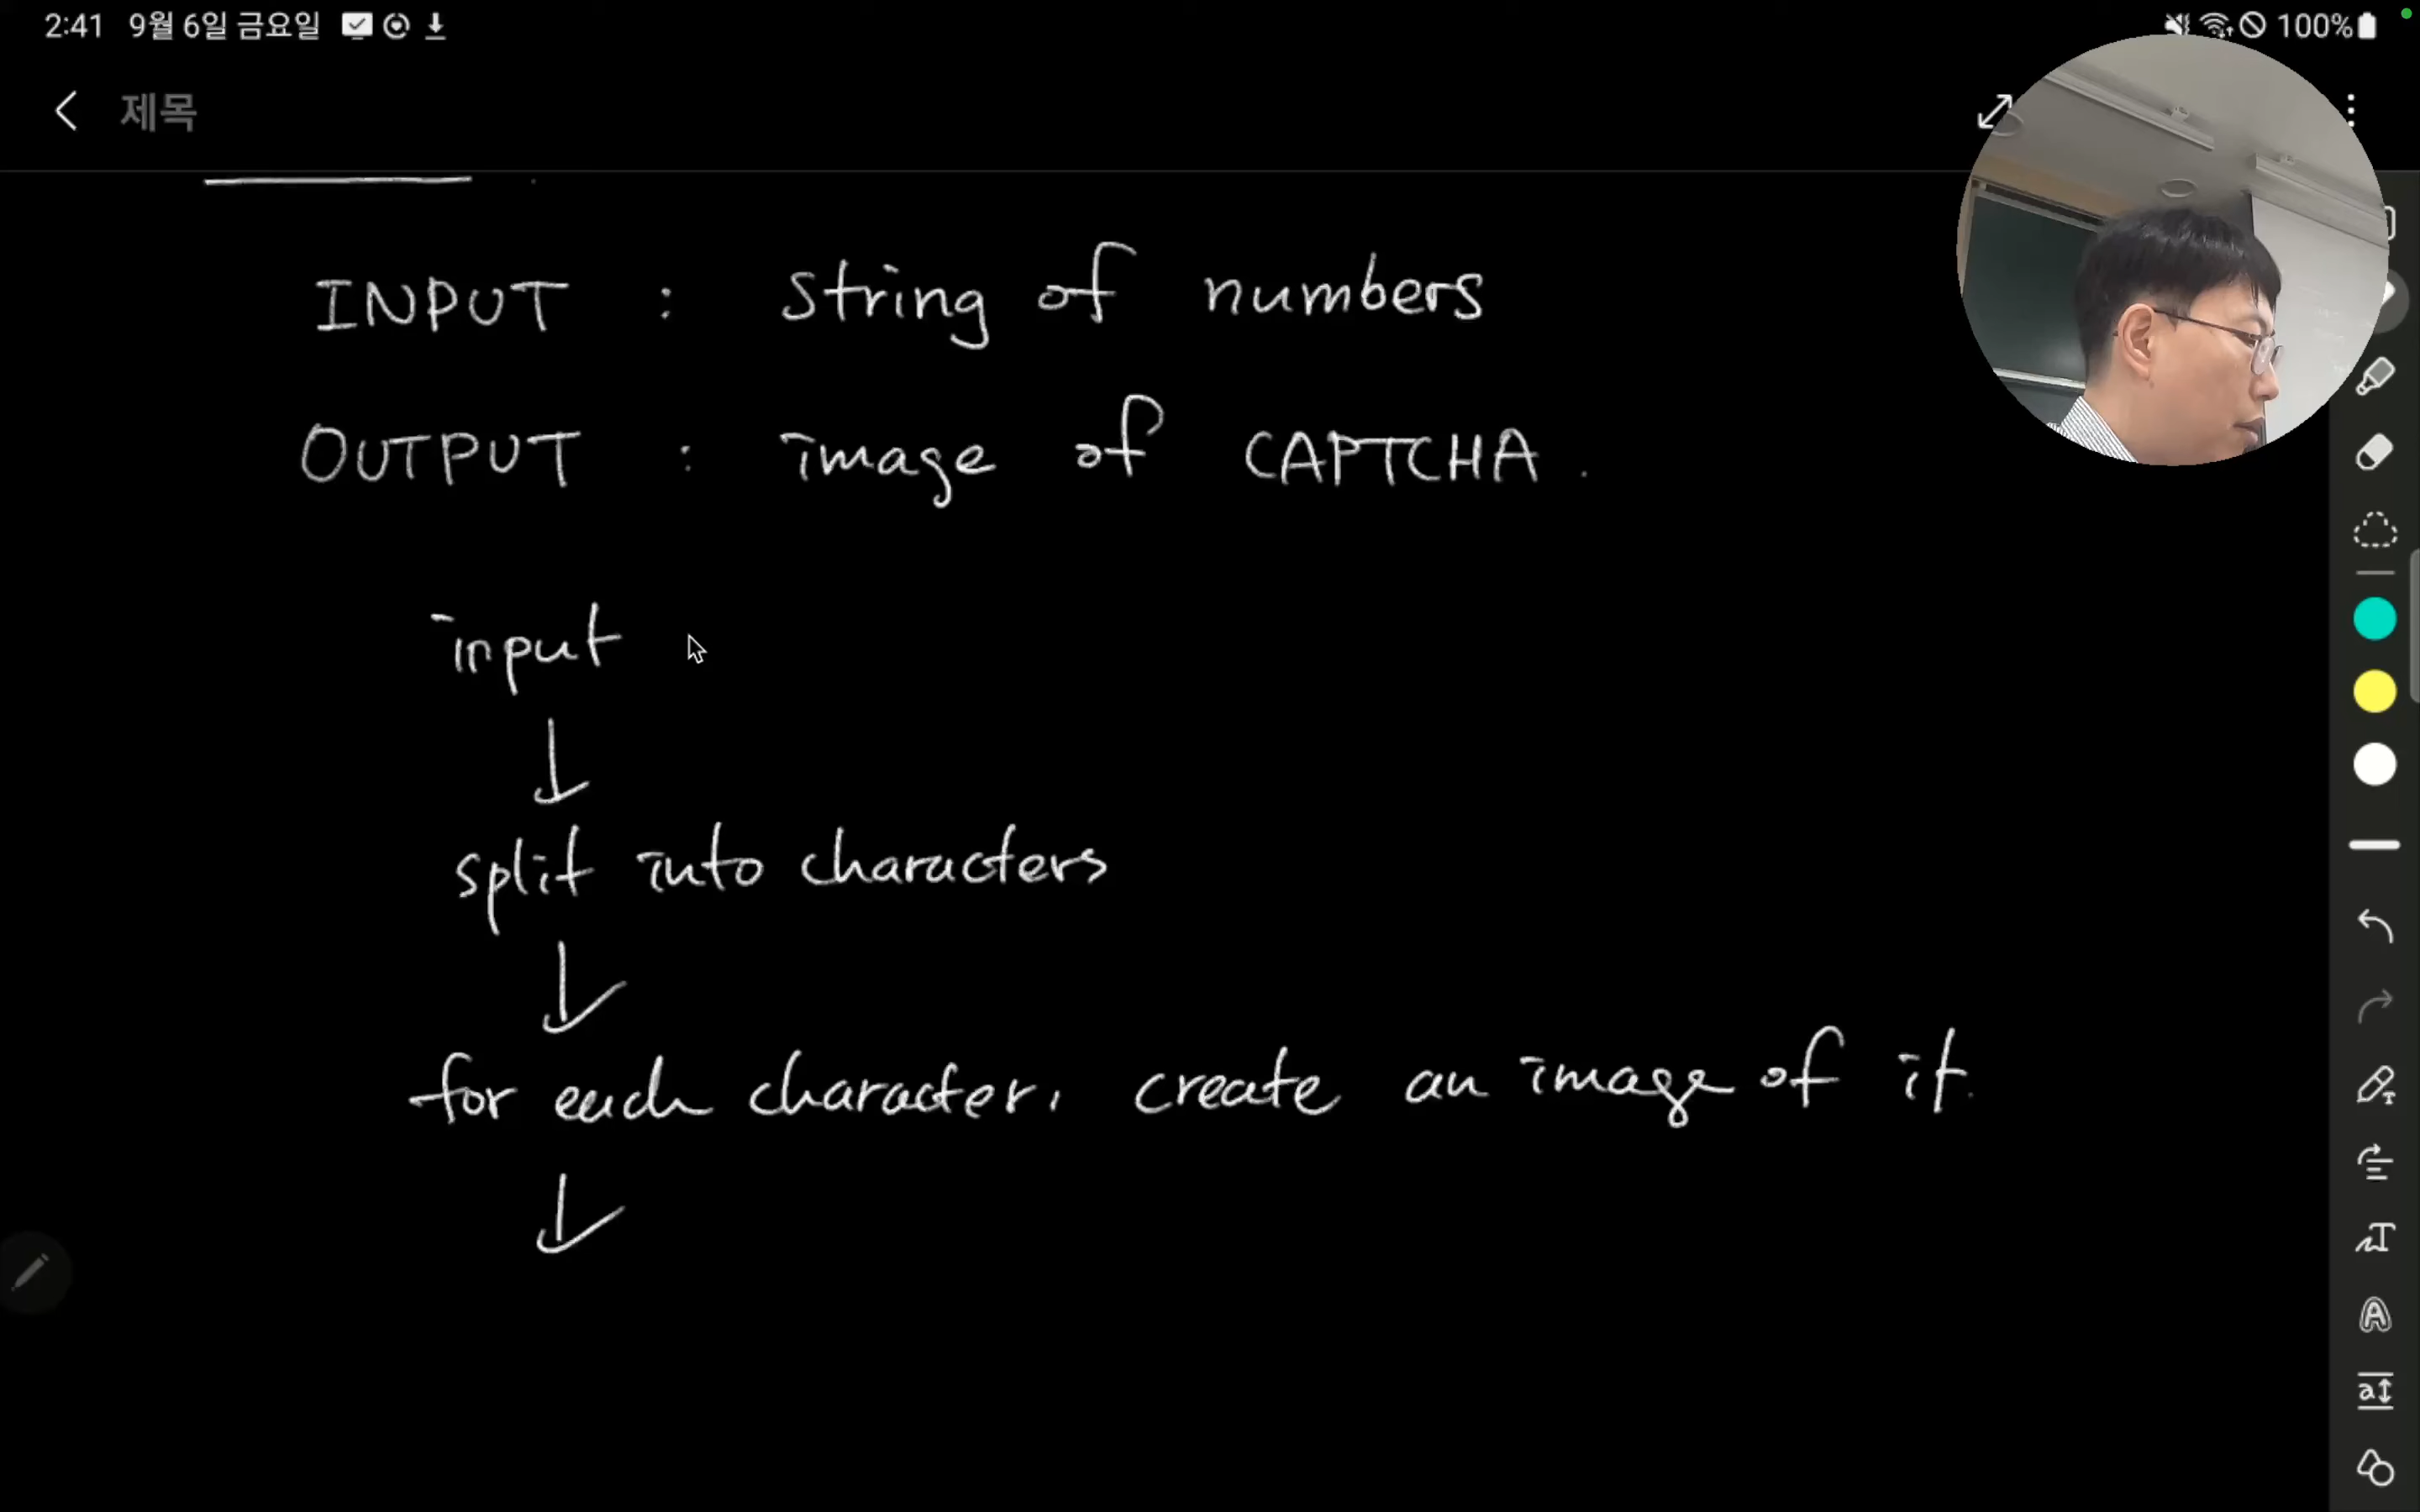 2:41 9월 6일 금요일 100%
제목
INPUT : string of numbers
OUTPUT : image of CAPTCHA.
input
↓
split into characters
↓
for each character, create an image of it.
↓